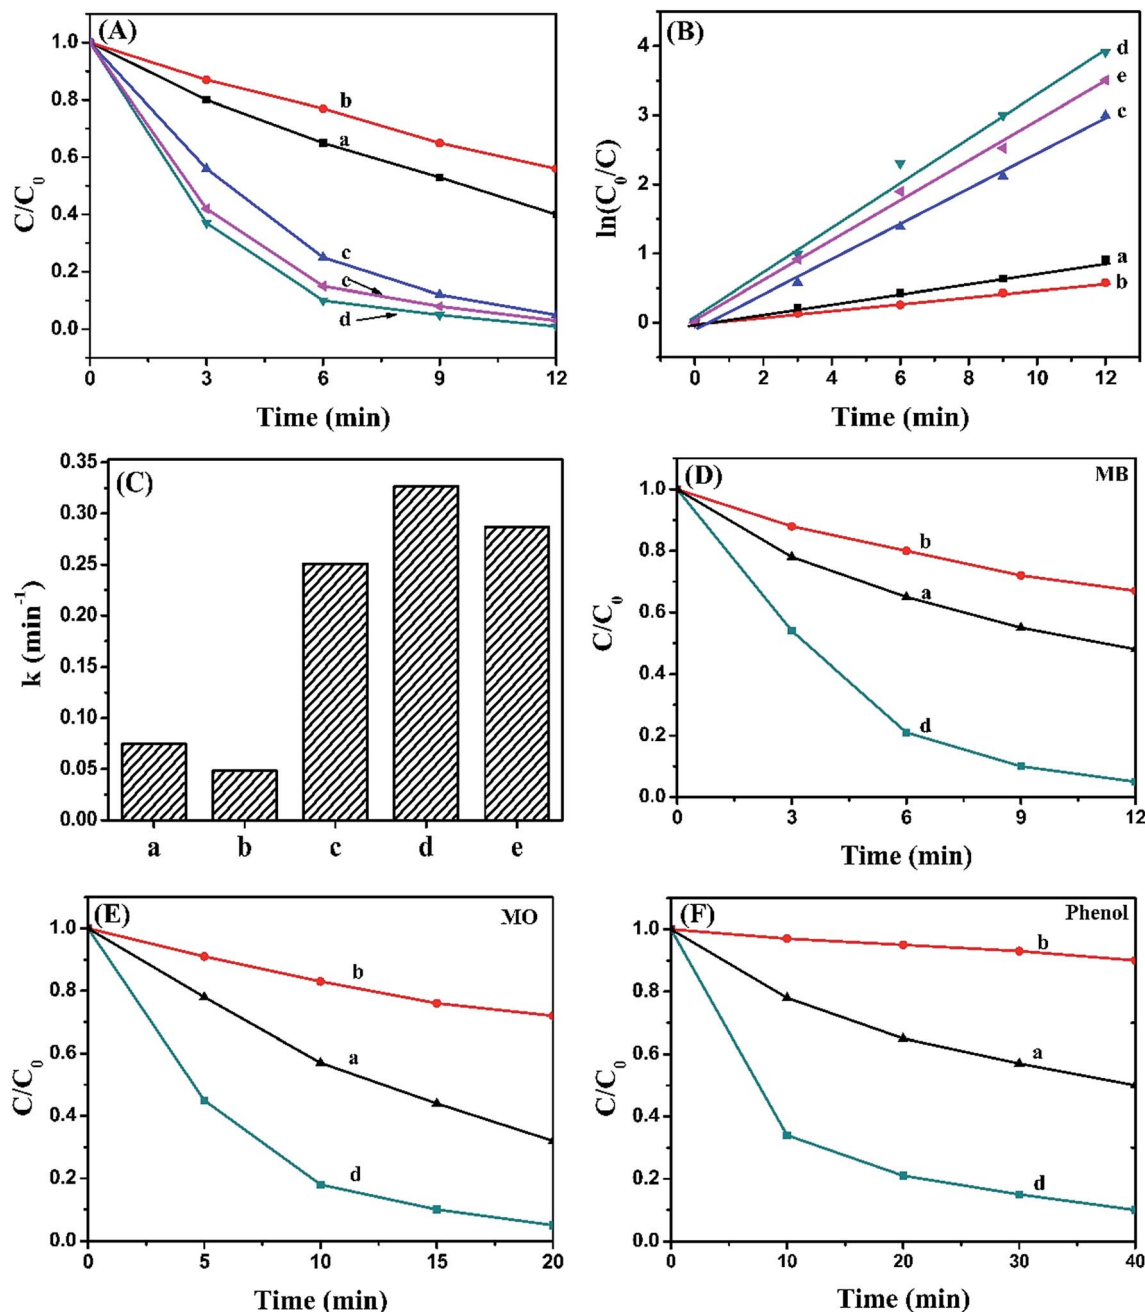 (A)
C/C0
1.0
0.8
0.6
0.4
0.2
0.0
b
a
c
c
d
0 3 6 9 12
Time (min)
(B)
ln(C0/C)
4
3
2
1
0
d
e
c
a
b
0 2 4 6 8 10 12
Time (min)
(C)
k (min-1)
0.35
0.30
0.25
0.20
0.15
0.10
0.05
0.00
a b c d e
(D)
MB
C/C0
1.0
0.8
0.6
0.4
0.2
0.0
b
a
d
0 3 6 9 12
Time (min)
(E)
MO
C/C0
1.0
0.8
0.6
0.4
0.2
0.0
b
a
d
0 5 10 15 20
Time (min)
(F)
Phenol
C/C0
1.0
0.8
0.6
0.4
0.2
0.0
b
a
d
0 10 20 30 40
Time (min)